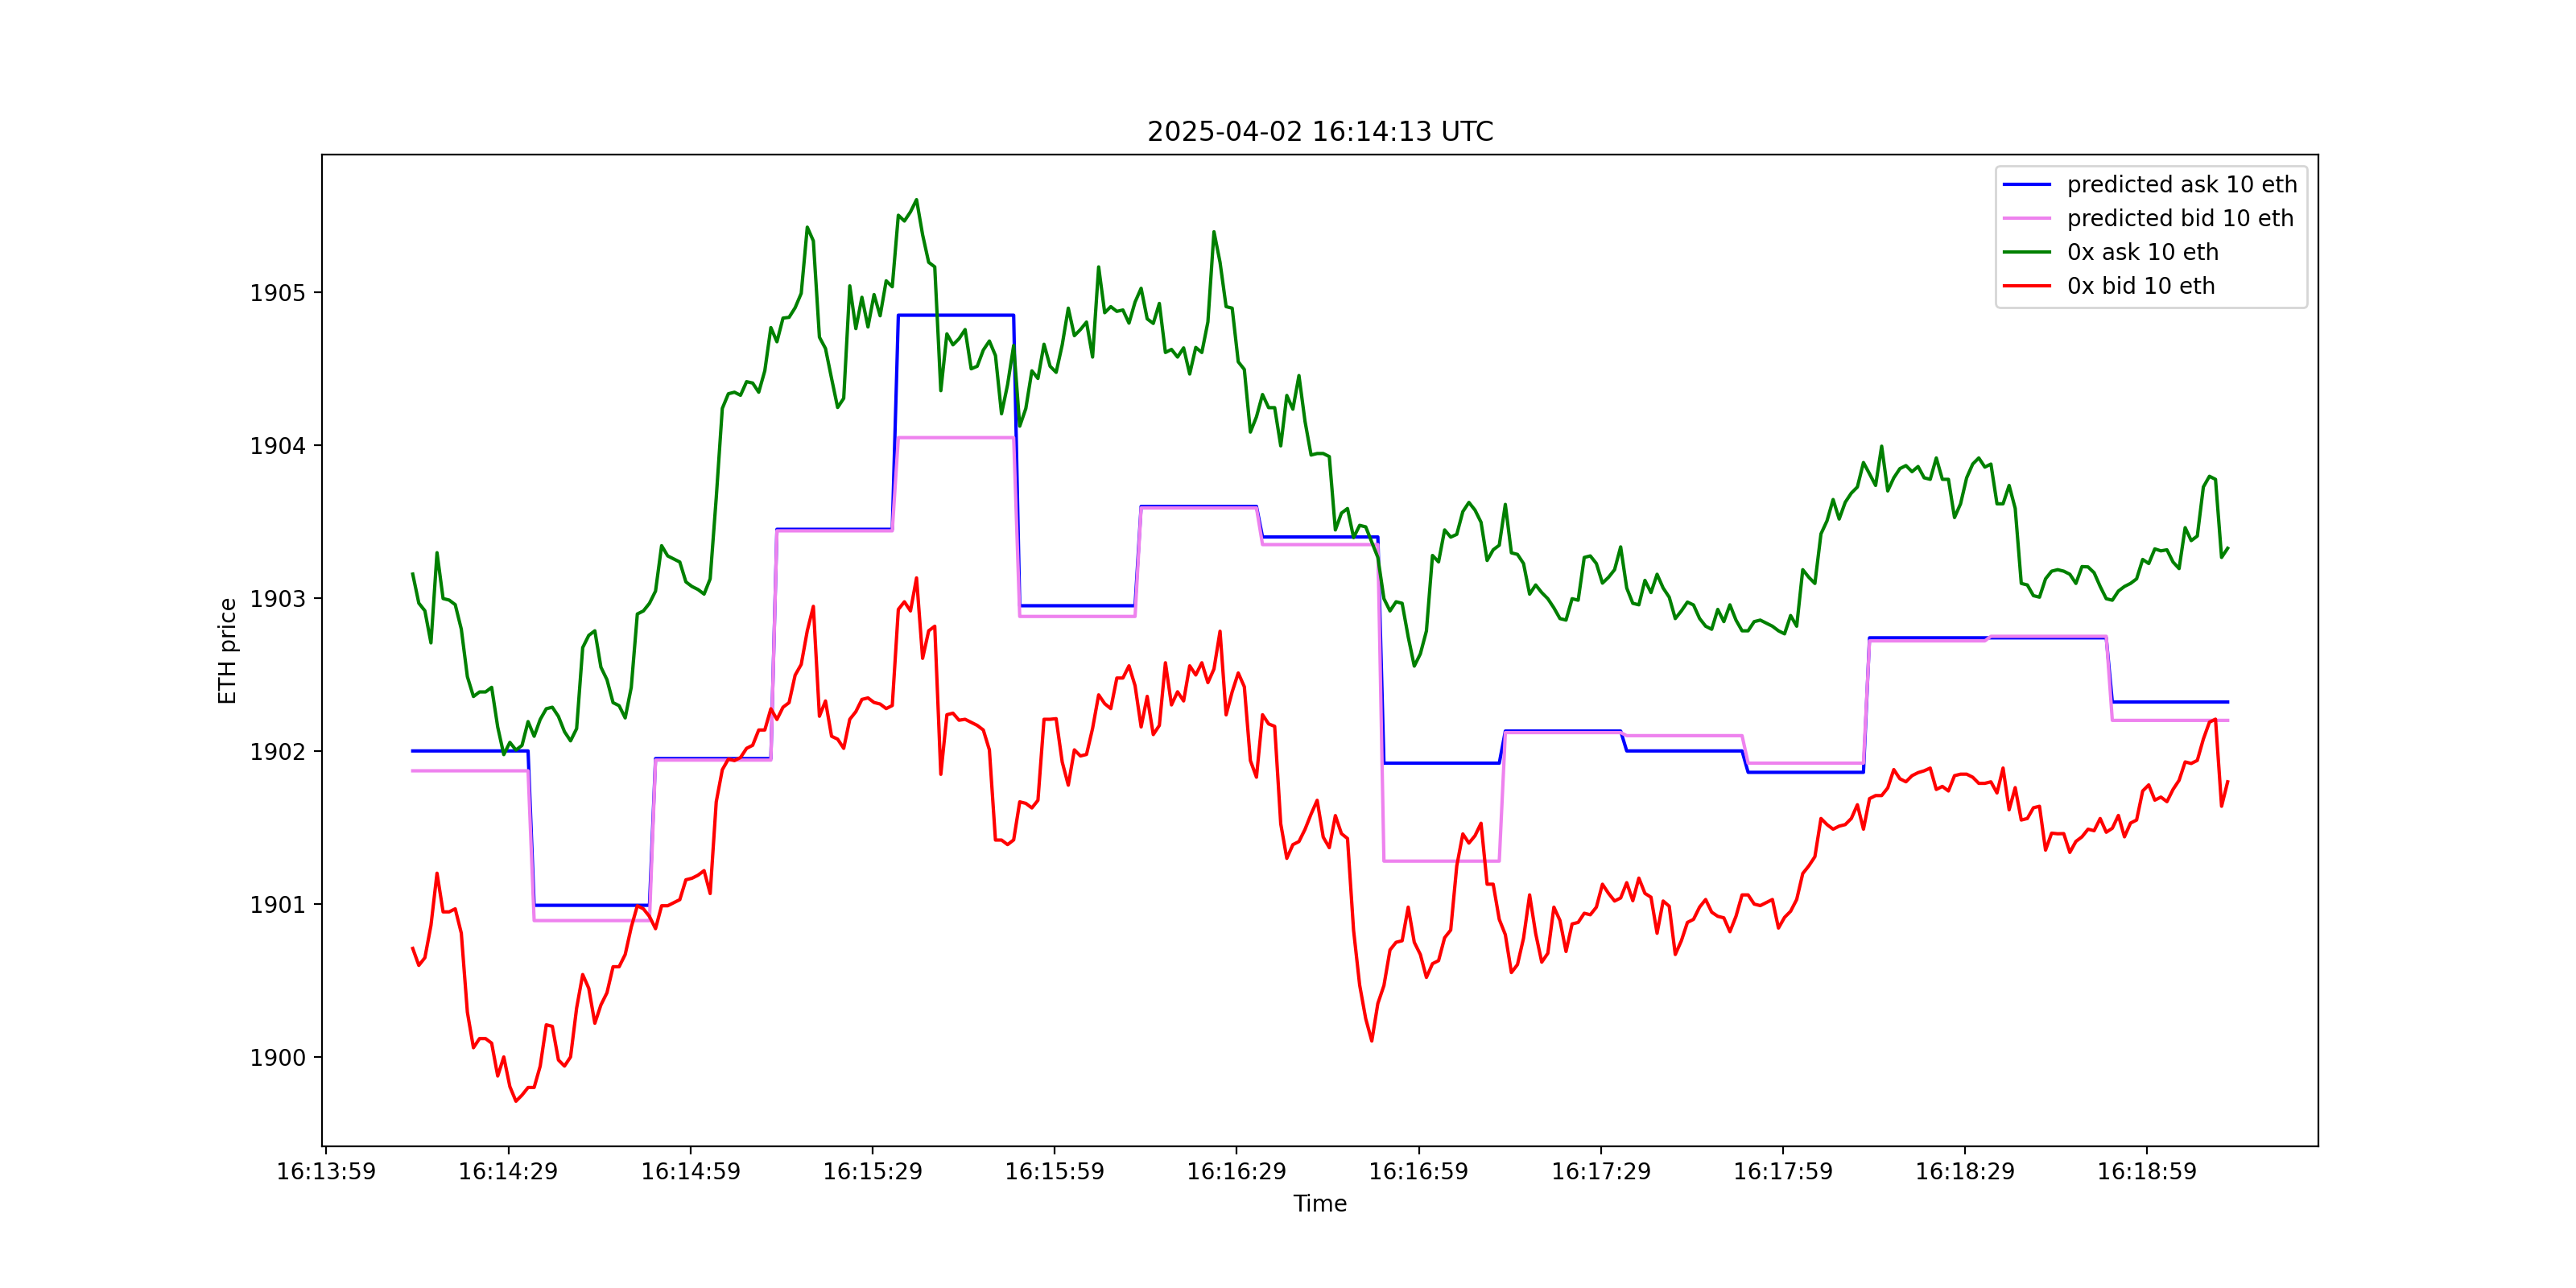 2025-04-02 16:14:13 UTC
predicted ask 10 eth
predicted bid 10 eth
0x ask 10 eth
0x bid 10 eth
ETH price
1905
1904
1903
1902
1901
1900
16:13:59 16:14:29 16:14:59 16:15:29 16:15:59 16:16:29 16:16:59 16:17:29 16:17:59 16:18:29 16:18:59
Time